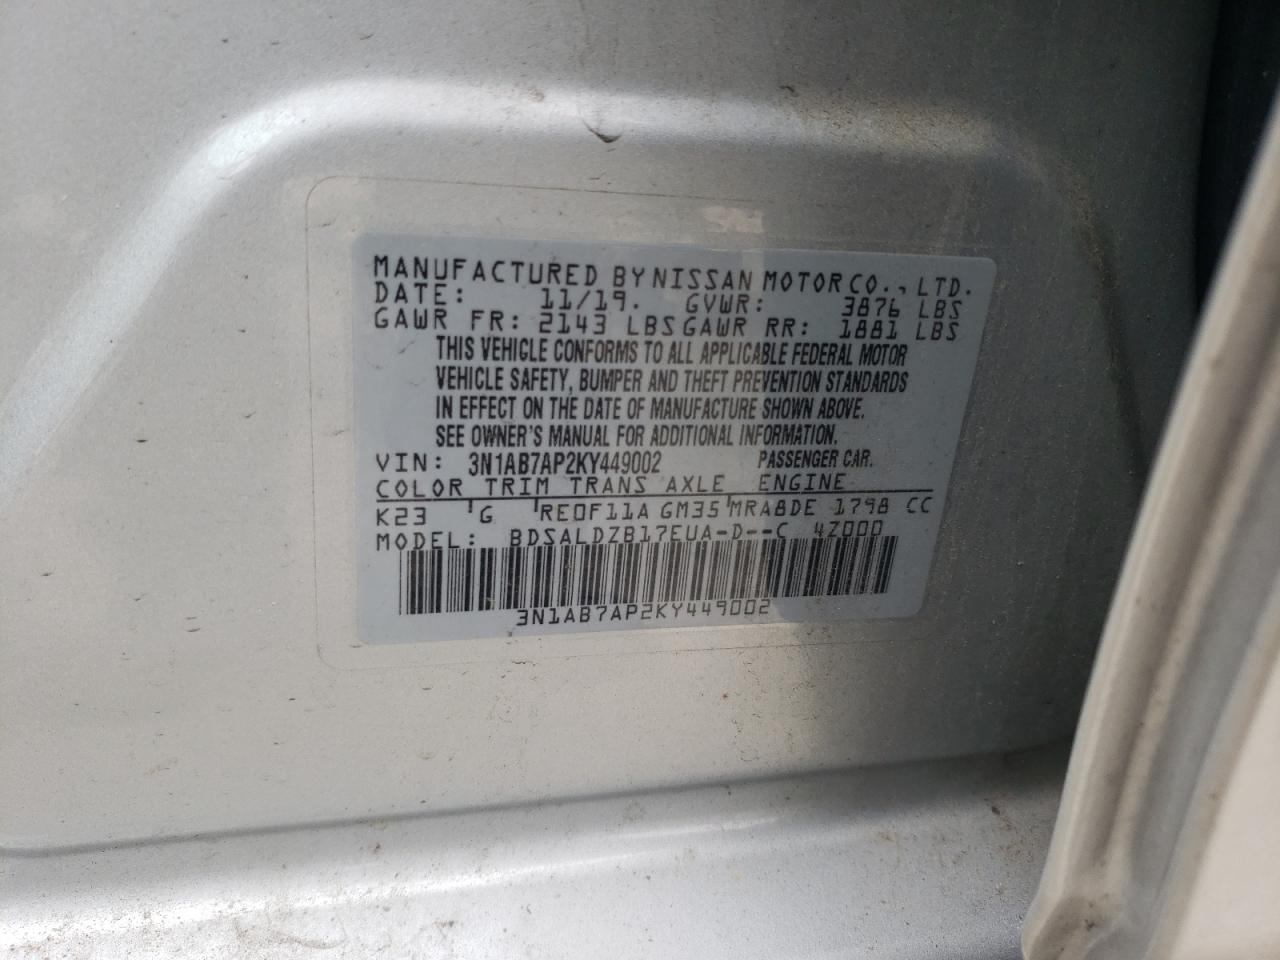 MANUFACTURED BY NISSAN MOTOR CO., LTD.
DATE: 11/19. GVWR: 3876 LBS
GAWR FR: 2143 LBS GAWR RR: 1881 LBS
THIS VEHICLE CONFORMS TO ALL APPLICABLE FEDERAL MOTOR
VEHICLE SAFETY, BUMPER AND THEFT PREVENTION STANDARDS
IN EFFECT ON THE DATE OF MANUFACTURE SHOWN ABOVE.
SEE OWNER'S MANUAL FOR ADDITIONAL INFORMATION.
VIN: 3N1AB7AP2KY449002 PASSENGER CAR.
COLOR TRIM TRANS AXLE ENGINE
K23 G RE0F11A GM35 MRA8DE 1798 CC
MODEL: BDSALDZB17EUA-D--C 4Z000
3N1AB7AP2KY449002